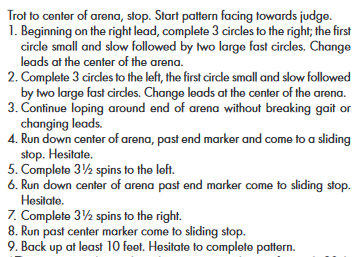 Trot to center of arena, stop. Start pattern facing towards judge.
1. Beginning on the right lead, complete 3 circles to the right; the first
circle small and slow followed by two large fast circles. Change
leads at the center of the arena.
2. Complete 3 circles to the left, the first circle small and slow followed
by two large fast circles. Change leads at the center of the arena.
3. Continue loping around end of arena without breaking gait or
changing leads.
4. Run down center of arena, past end marker and come to a sliding
stop. Hesitate.
5. Complete 3½ spins to the left.
6. Run down center of arena past end marker come to sliding stop.
Hesitate.
7. Complete 3½ spins to the right.
8. Run past center marker come to sliding stop.
9. Back up at least 10 feet. Hesitate to complete pattern.